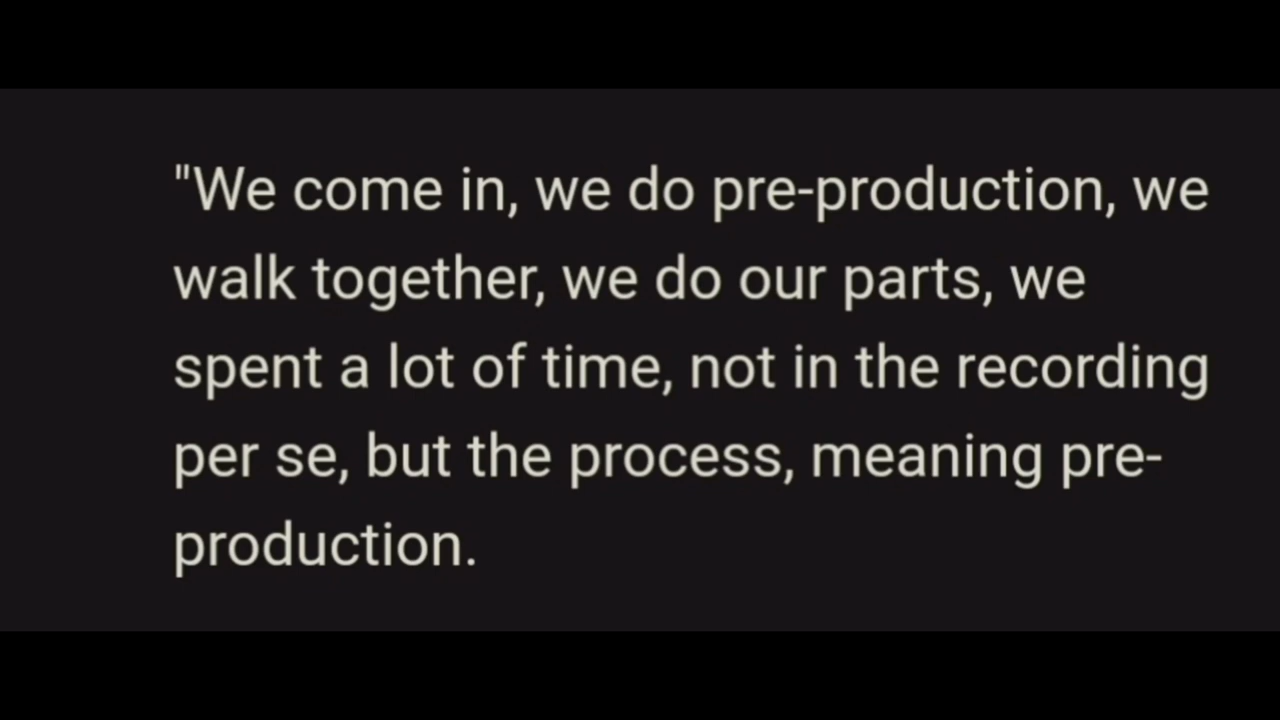 "We come in, we do pre-production, we
walk together, we do our parts, we
spent a lot of time, not in the recording
per se, but the process, meaning pre-
production.